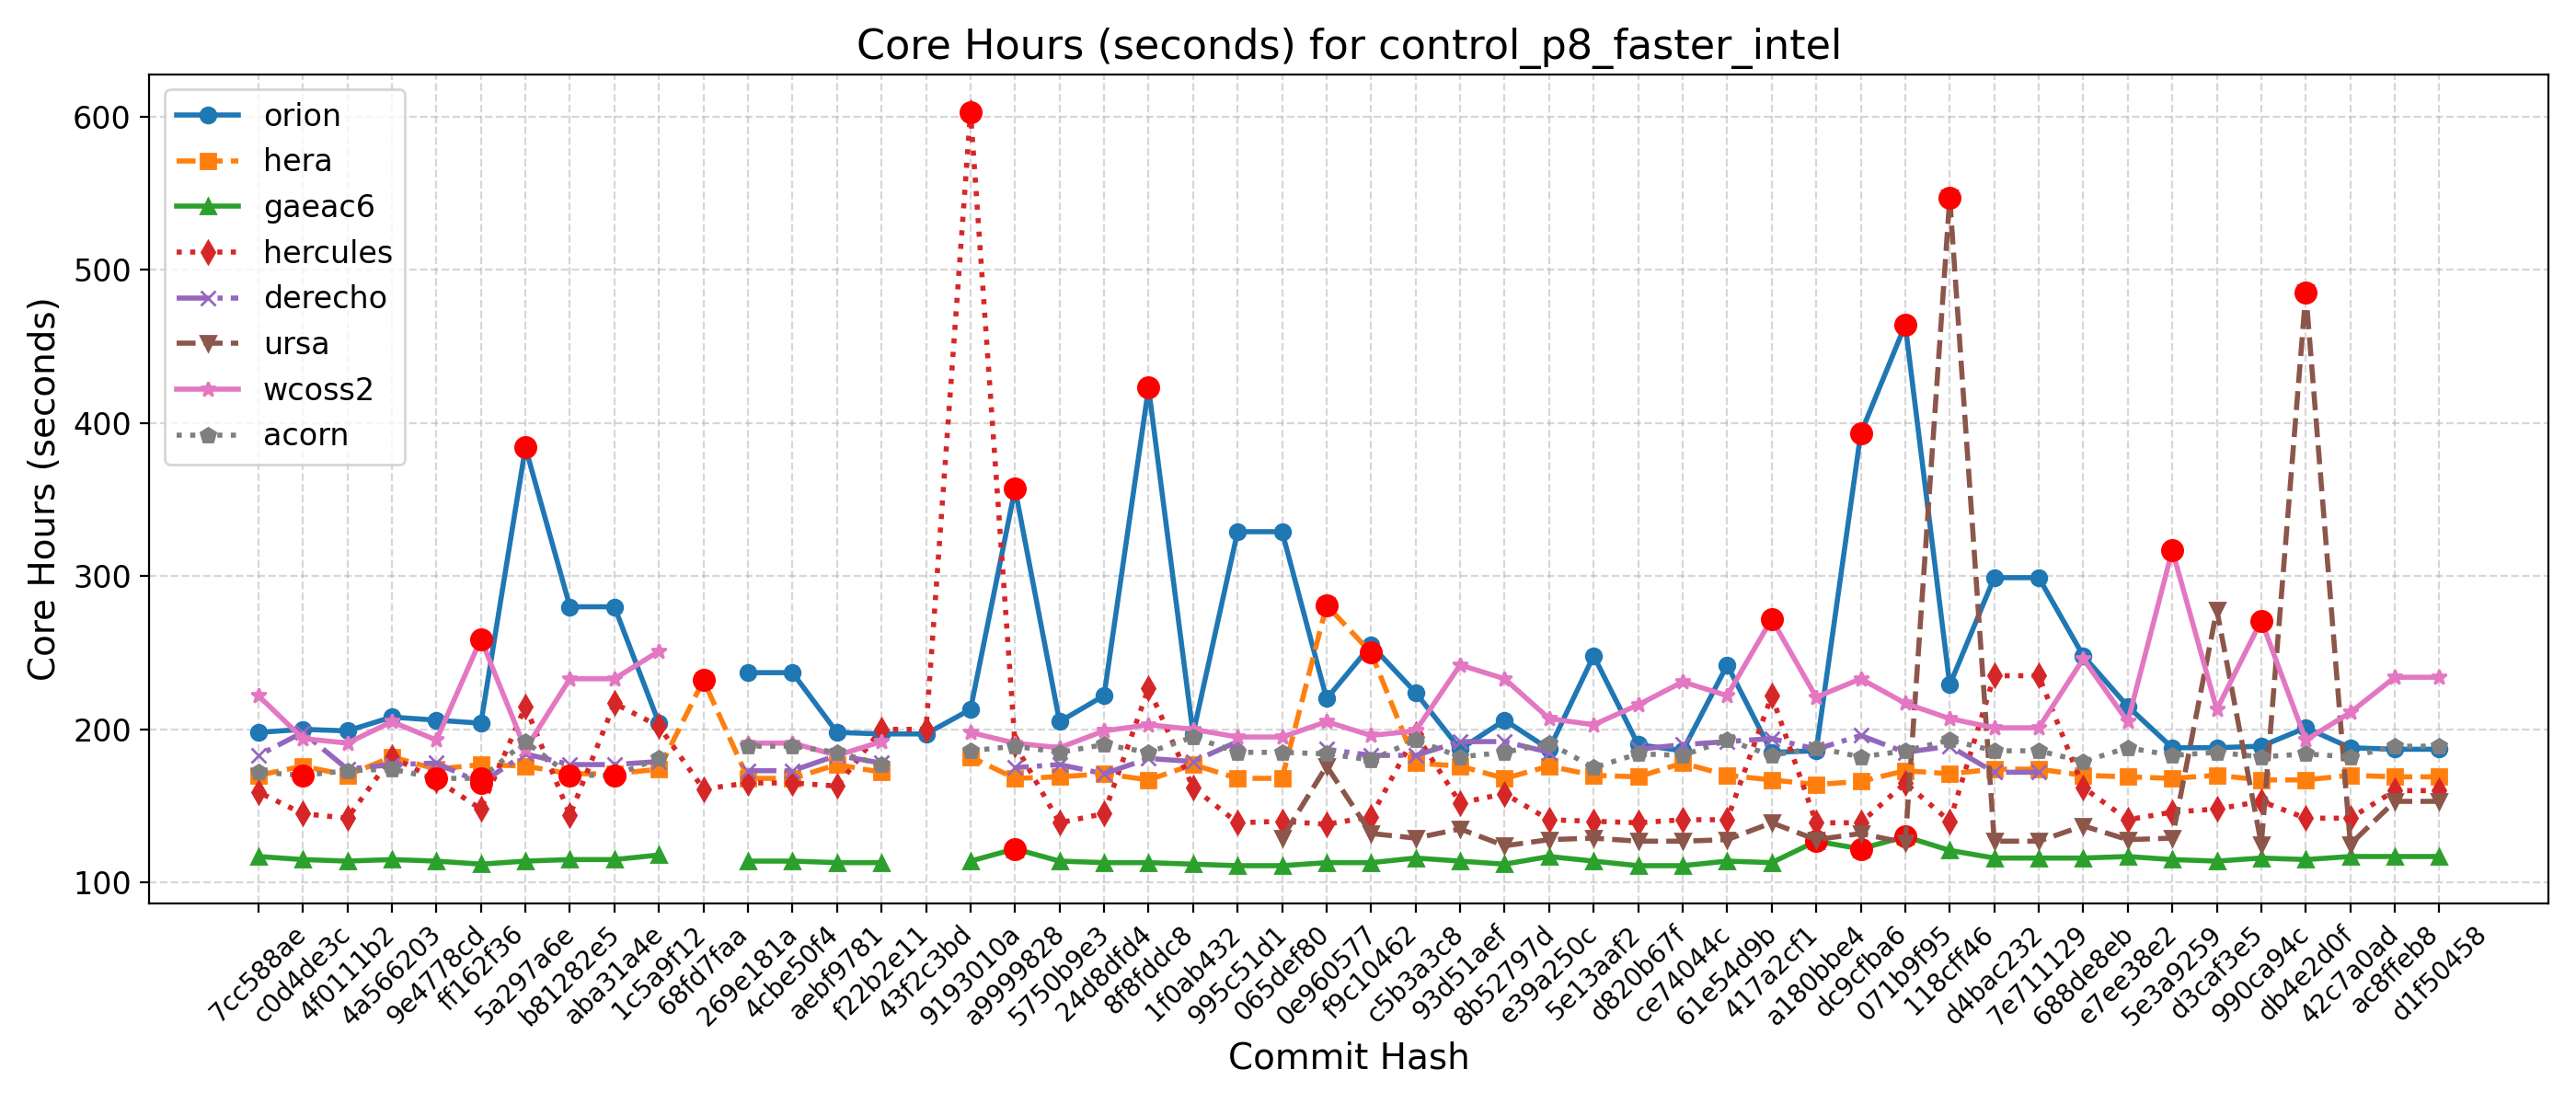 Core Hours (seconds) for control_p8_faster_intel
Core Hours (seconds)
600
500
400
300
200
100
orion
hera
gaeac6
hercules
derecho
ursa
wcoss2
acorn
7cc588ae
c0d4de3c
4f0111b2
4a566203
9e4778cd
ff162f36
5a297a6e
b81282e5
aba31a4e
1c5a9f12
68fd7faa
269e181a
4cbe50f4
aebf9781
f22b2e11
43f2c3bd
9193010a
a9999828
5750b9e3
24d8dfd4
8f8fddc8
1f0ab432
995c51d1
065def80
0e960577
f9c10462
c5b3a3c8
93d51aef
8b52797d
e39a250c
5e13aaf2
d820b67f
ce74044c
61e54d9b
417a2cf1
a180bbe4
dc9cfba6
071b9f95
118cff46
d4bac232
7e711129
688de8eb
e7ee38e2
5e3a9259
d3caf3e5
990ca94c
db4e2d0f
42c7a0ad
ac8ffeb8
d1f50458
Commit Hash